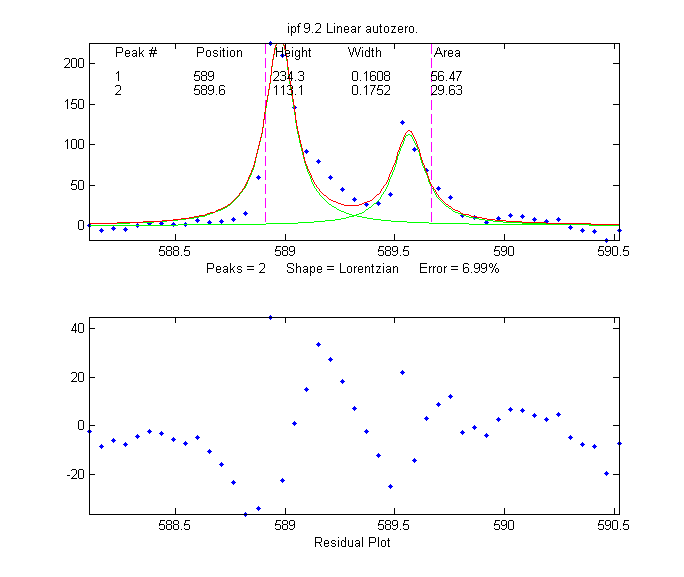 ipf 9.2 Linear autozero.
Peak # Position Height Width Area
1 589 234.3 0.1608 56.47
2 589.6 113.1 0.1752 29.63
200
150
100
50
0
588.5 589 589.5 590 590.5
Peaks = 2 Shape = Lorentzian Error = 6.99%
40
20
0
-20
588.5 589 589.5 590 590.5
Residual Plot